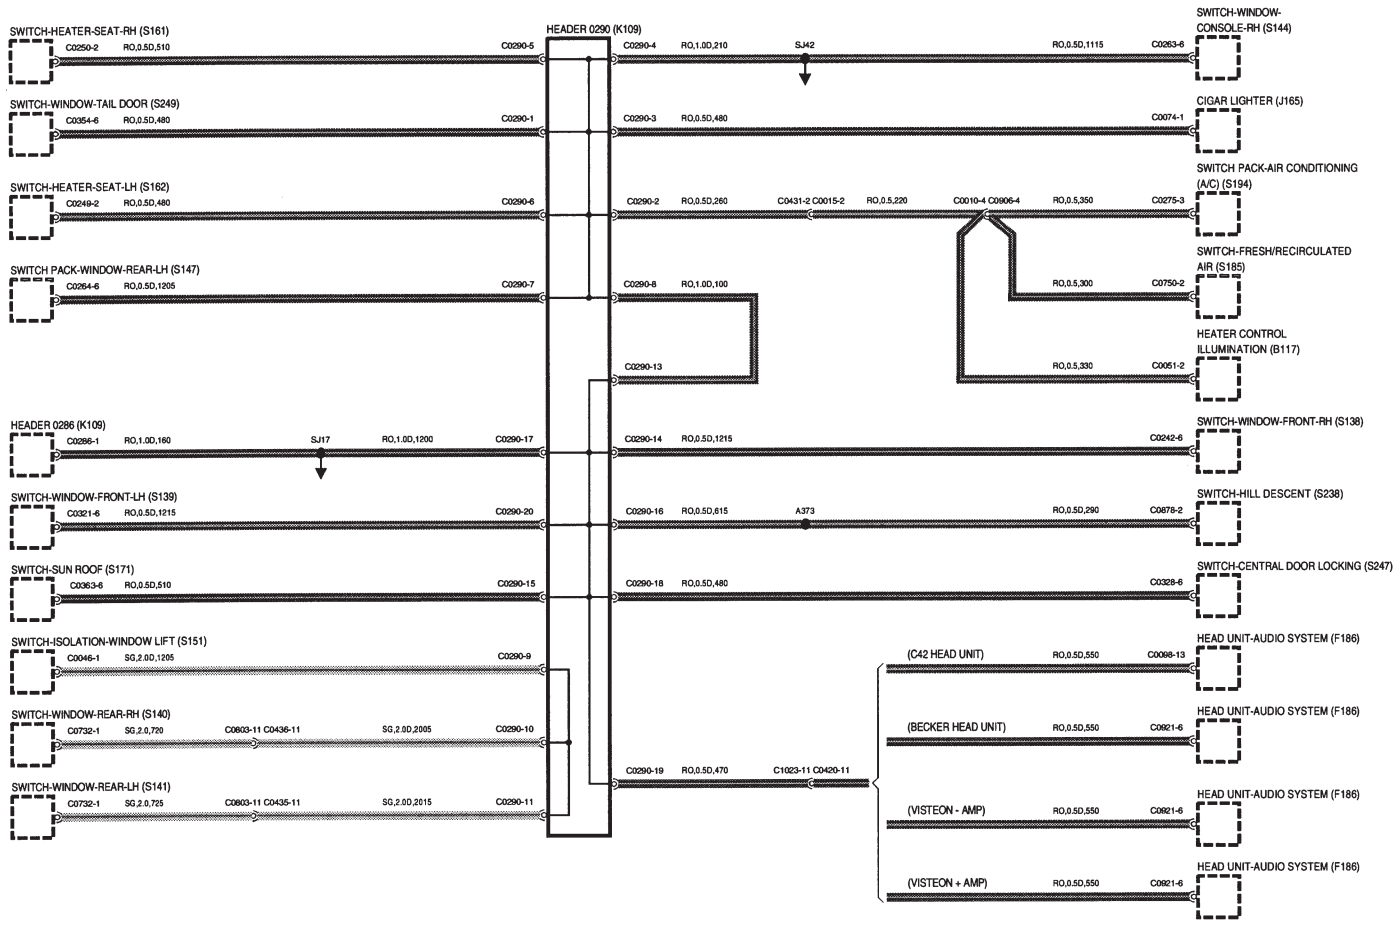 HEADER 0290 (K109)
SWITCH-HEATER-SEAT-RH (S161)
C0250-2 RO,0.5D,510 C0290-5
SWITCH-WINDOW-TAIL DOOR (S249)
C0354-6 RO,0.5D,480 C0290-1
SWITCH-HEATER-SEAT-LH (S162)
C0249-2 RO,0.5D,480 C0290-6
SWITCH PACK-WINDOW-REAR-LH (S147)
C0264-6 RO,0.5D,1205 C0290-7
HEADER 0286 (K109)
C0286-1 RO,1.0D,160 SJ17 RO,1.0D,1200 C0290-17
SWITCH-WINDOW-FRONT-LH (S139)
C0321-6 RO,0.5D,1215 C0290-20
SWITCH-SUN ROOF (S171)
C0363-6 RO,0.5D,510 C0290-15
SWITCH-ISOLATION-WINDOW LIFT (S151)
C0046-1 SG,2.0D,1205 C0290-9
SWITCH-WINDOW-REAR-RH (S140)
C0732-1 SG,2.0,720 C0803-11 C0436-11 SG,2.0D,2005 C0290-10
SWITCH-WINDOW-REAR-LH (S141)
C0732-1 SG,2.0,725 C0803-11 C0435-11 SG,2.0D,2015 C0290-11
SWITCH-WINDOW-
CONSOLE-RH (S144)
C0290-4 RO,1.0D,210 SJ42 RO,0.5D,1115 C0263-6
CIGAR LIGHTER (J165)
C0290-3 RO,0.5D,480 C0074-1
SWITCH PACK-AIR CONDITIONING
(A/C) (S194)
C0290-2 RO,0.5D,260 C0431-2 C0015-2 RO,0.5,220 C0010-4 C0906-4 RO,0.5,350 C0275-3
SWITCH-FRESH/RECIRCULATED
AIR (S185)
C0290-8 RO,1.0D,100 RO,0.5,300 C0750-2
HEATER CONTROL
ILLUMINATION (B117)
C0290-13 RO,0.5,330 C0051-2
SWITCH-WINDOW-FRONT-RH (S138)
C0290-14 RO,0.5D,1215 C0242-6
SWITCH-HILL DESCENT (S238)
C0290-16 RO,0.5D,615 A373 RO,0.5D,290 C0878-2
SWITCH-CENTRAL DOOR LOCKING (S247)
C0290-18 RO,0.5D,480 C0328-6
HEAD UNIT-AUDIO SYSTEM (F186)
(C42 HEAD UNIT) RO,0.5D,550 C0098-13
HEAD UNIT-AUDIO SYSTEM (F186)
(BECKER HEAD UNIT) RO,0.5D,550 C0921-6
C0290-19 RO,0.5D,470 C1023-11 C0420-11
HEAD UNIT-AUDIO SYSTEM (F186)
(VISTEON - AMP) RO,0.5D,550 C0921-6
HEAD UNIT-AUDIO SYSTEM (F186)
(VISTEON + AMP) RO,0.5D,550 C0921-6